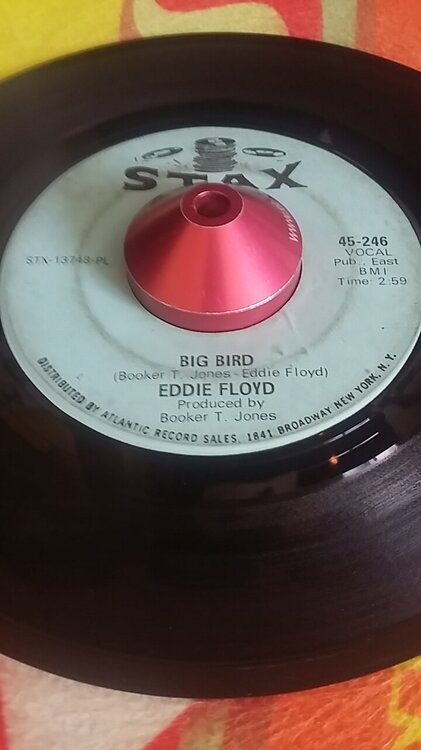 STAX
STX-13748-PL
45-246
VOCAL
Pub., East
BMI
Time: 2:59
BIG BIRD
(Booker T. Jones - Eddie Floyd)
EDDIE FLOYD
Produced by
Booker T. Jones
DISTRIBUTED BY ATLANTIC RECORD SALES, 1841 BROADWAY NEW YORK, N.Y.